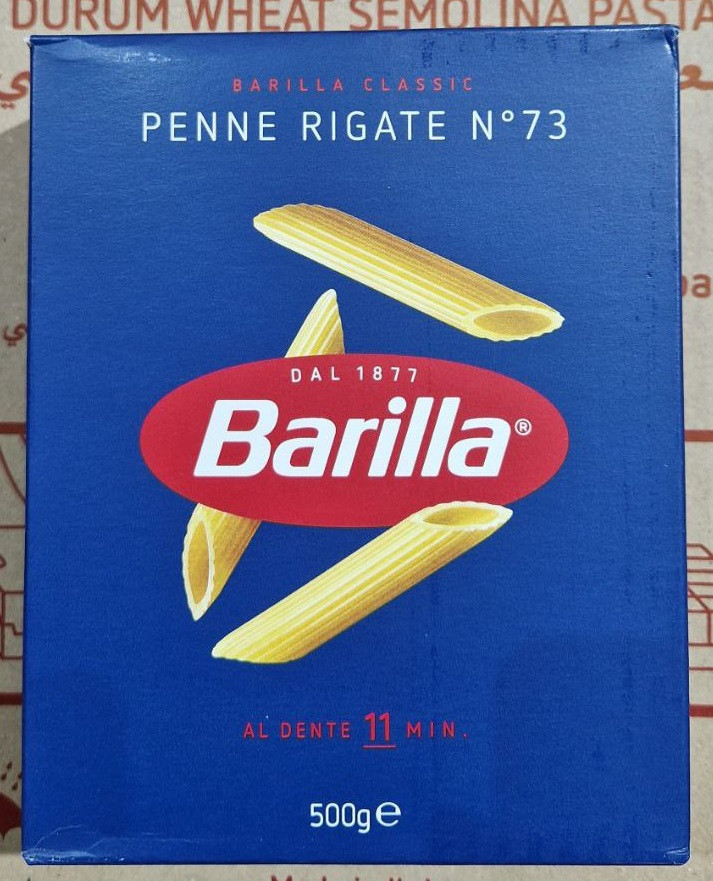 DURUM WHEAT SEMOLINA PASTA
BARILLA CLASSIC
PENNE RIGATE N°73
DAL 1877
Barilla®
AL DENTE 11 MIN.
500g e